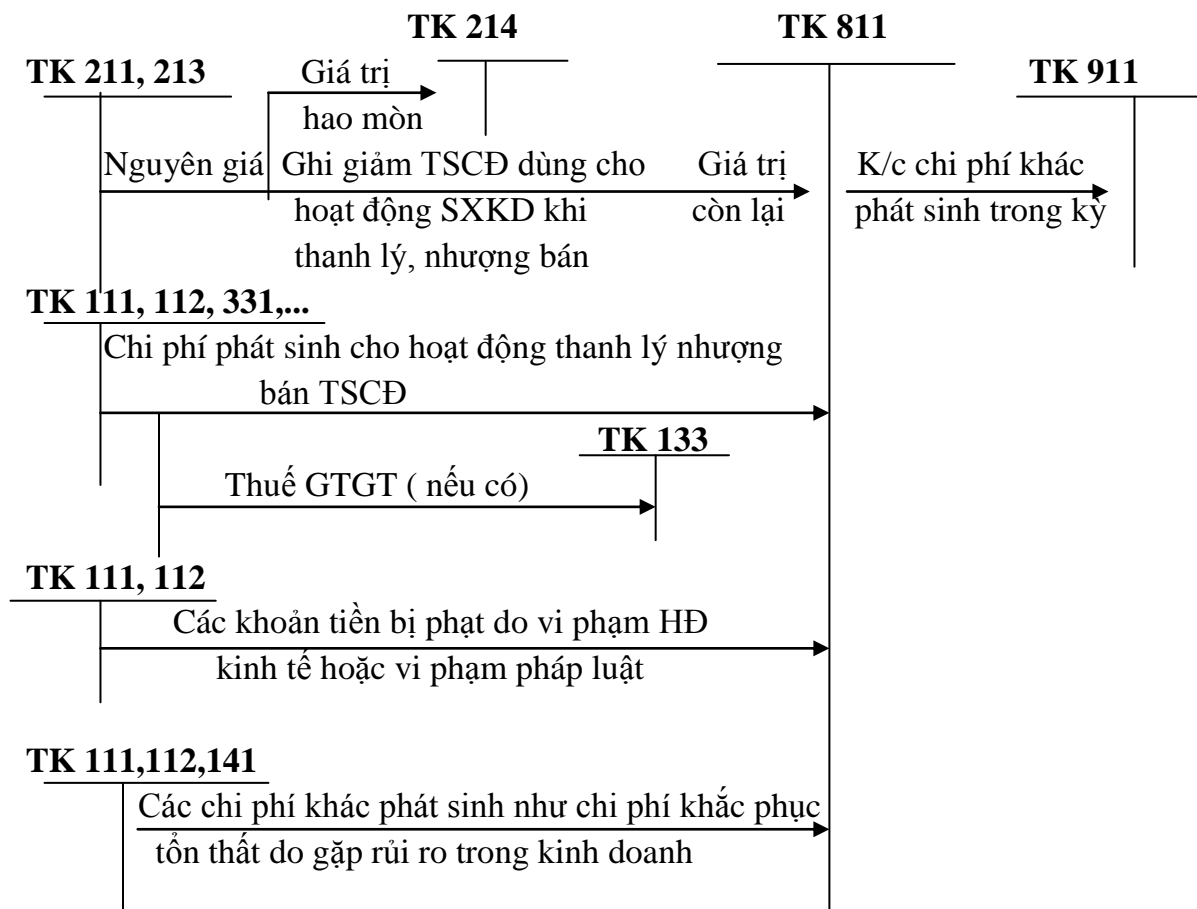 TK 214 TK 811
TK 211, 213 Giá trị TK 911
hao mòn
Nguyên giá Ghi giảm TSCĐ dùng cho Giá trị K/c chi phí khác
hoạt động SXKD khi còn lại phát sinh trong kỳ
thanh lý, nhượng bán
TK 111, 112, 331,...
Chi phí phát sinh cho hoạt động thanh lý nhượng
bán TSCĐ
TK 133
Thuế GTGT ( nếu có)
TK 111, 112
Các khoản tiền bị phạt do vi phạm HĐ
kinh tế hoặc vi phạm pháp luật
TK 111,112,141
Các chi phí khác phát sinh như chi phí khắc phục
tổn thất do gặp rủi ro trong kinh doanh